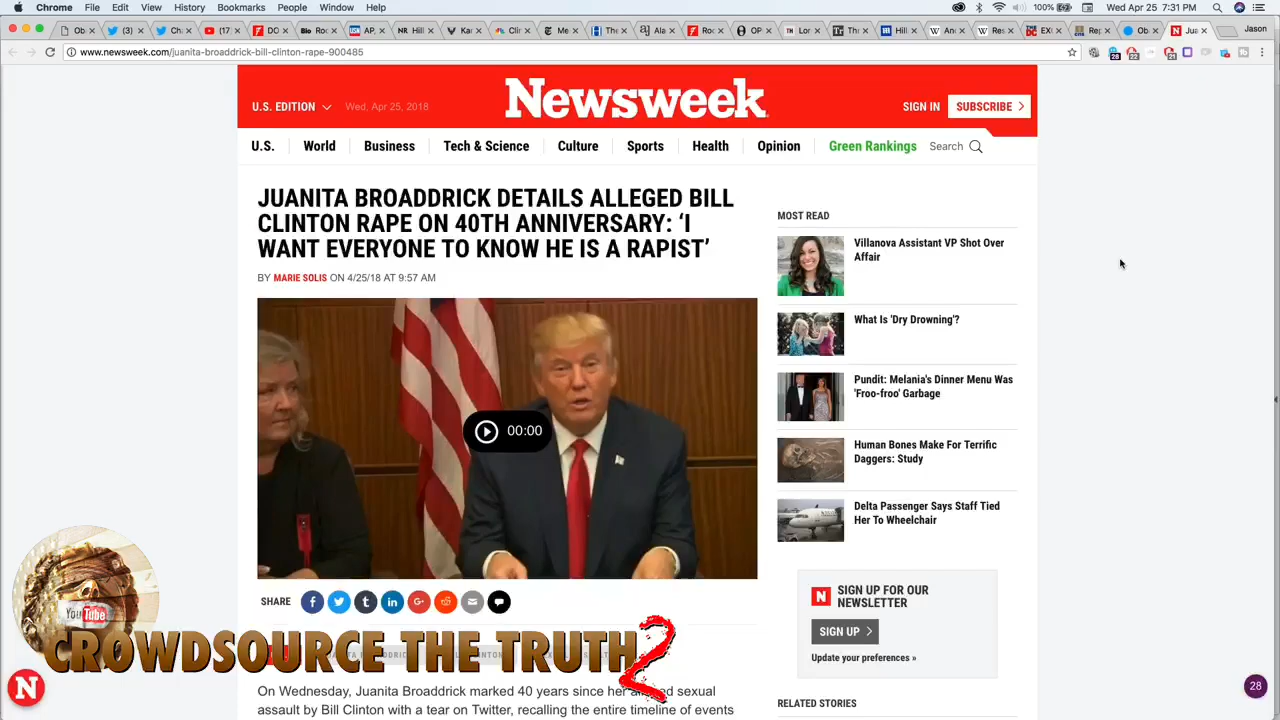 Chrome File Edit View History Bookmarks People Window Help
100% Wed Apr 25 7:31 PM
Jason
www.newsweek.com/juanita-broaddrick-bill-clinton-rape-900485
U.S. EDITION
Wed, Apr 25, 2018
Newsweek
SIGN IN
SUBSCRIBE
U.S. World Business Tech & Science Culture Sports Health Opinion Green Rankings Search
JUANITA BROADDRICK DETAILS ALLEGED BILL
CLINTON RAPE ON 40TH ANNIVERSARY: ‘I
WANT EVERYONE TO KNOW HE IS A RAPIST’
BY MARIE SOLIS ON 4/25/18 AT 9:57 AM
00:00
SHARE
MOST READ
Villanova Assistant VP Shot Over
Affair
What Is 'Dry Drowning'?
Pundit: Melania's Dinner Menu Was
'Froo-froo' Garbage
Human Bones Make For Terrific
Daggers: Study
Delta Passenger Says Staff Tied
Her To Wheelchair
SIGN UP FOR OUR
NEWSLETTER
SIGN UP
Update your preferences »
RELATED STORIES
YouTube
CROWDSOURCE THE TRUTH 2
On Wednesday, Juanita Broaddrick marked 40 years since her sexual
assault by Bill Clinton with a tear on Twitter, recalling the entire timeline of events
N
28